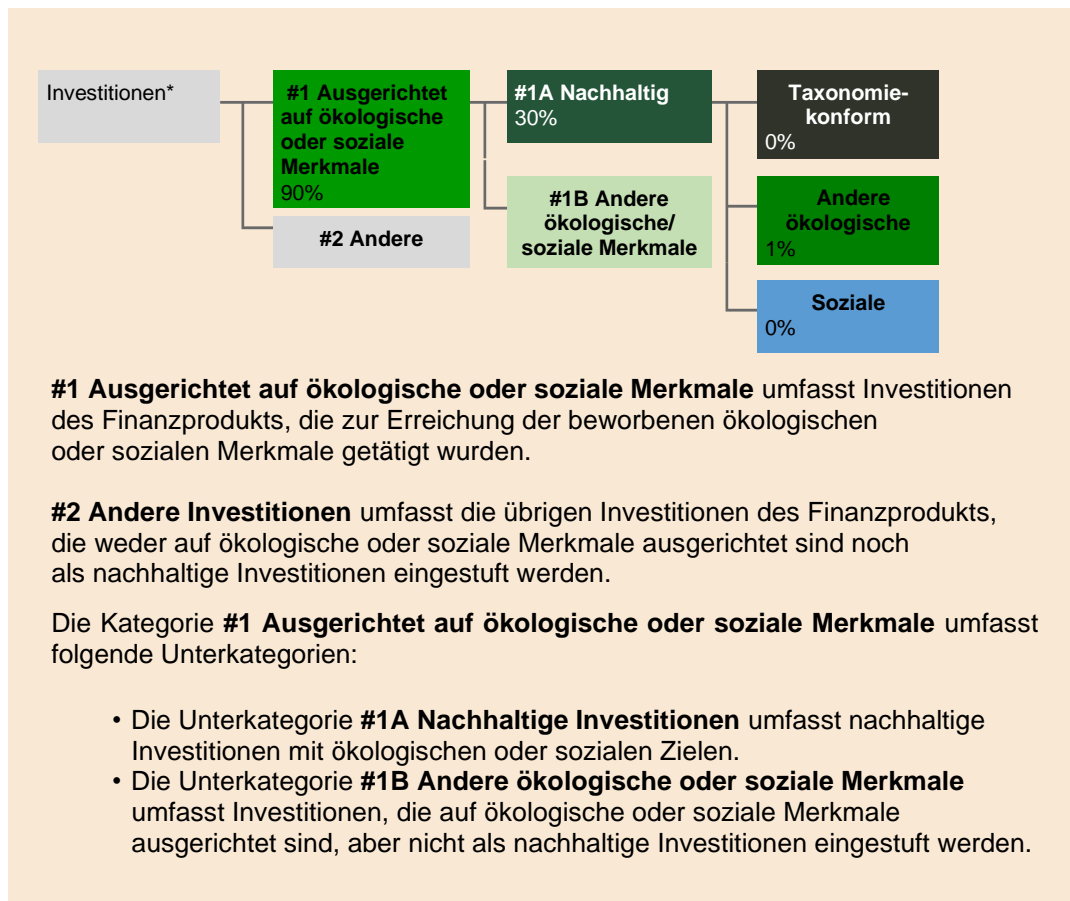 Investitionen*
#1 Ausgerichtet
auf ökologische
oder soziale
Merkmale
90%
#2 Andere
#1A Nachhaltig
30%
#1B Andere
ökologische/
soziale Merkmale
Taxonomie-
konform
0%
Andere
ökologische
1%
Soziale
0%
#1 Ausgerichtet auf ökologische oder soziale Merkmale umfasst Investitionen
des Finanzprodukts, die zur Erreichung der beworbenen ökologischen
oder sozialen Merkmale getätigt wurden.
#2 Andere Investitionen umfasst die übrigen Investitionen des Finanzprodukts,
die weder auf ökologische oder soziale Merkmale ausgerichtet sind noch
als nachhaltige Investitionen eingestuft werden.
Die Kategorie #1 Ausgerichtet auf ökologische oder soziale Merkmale umfasst
folgende Unterkategorien:
• Die Unterkategorie #1A Nachhaltige Investitionen umfasst nachhaltige
Investitionen mit ökologischen oder sozialen Zielen.
• Die Unterkategorie #1B Andere ökologische oder soziale Merkmale
umfasst Investitionen, die auf ökologische oder soziale Merkmale
ausgerichtet sind, aber nicht als nachhaltige Investitionen eingestuft werden.